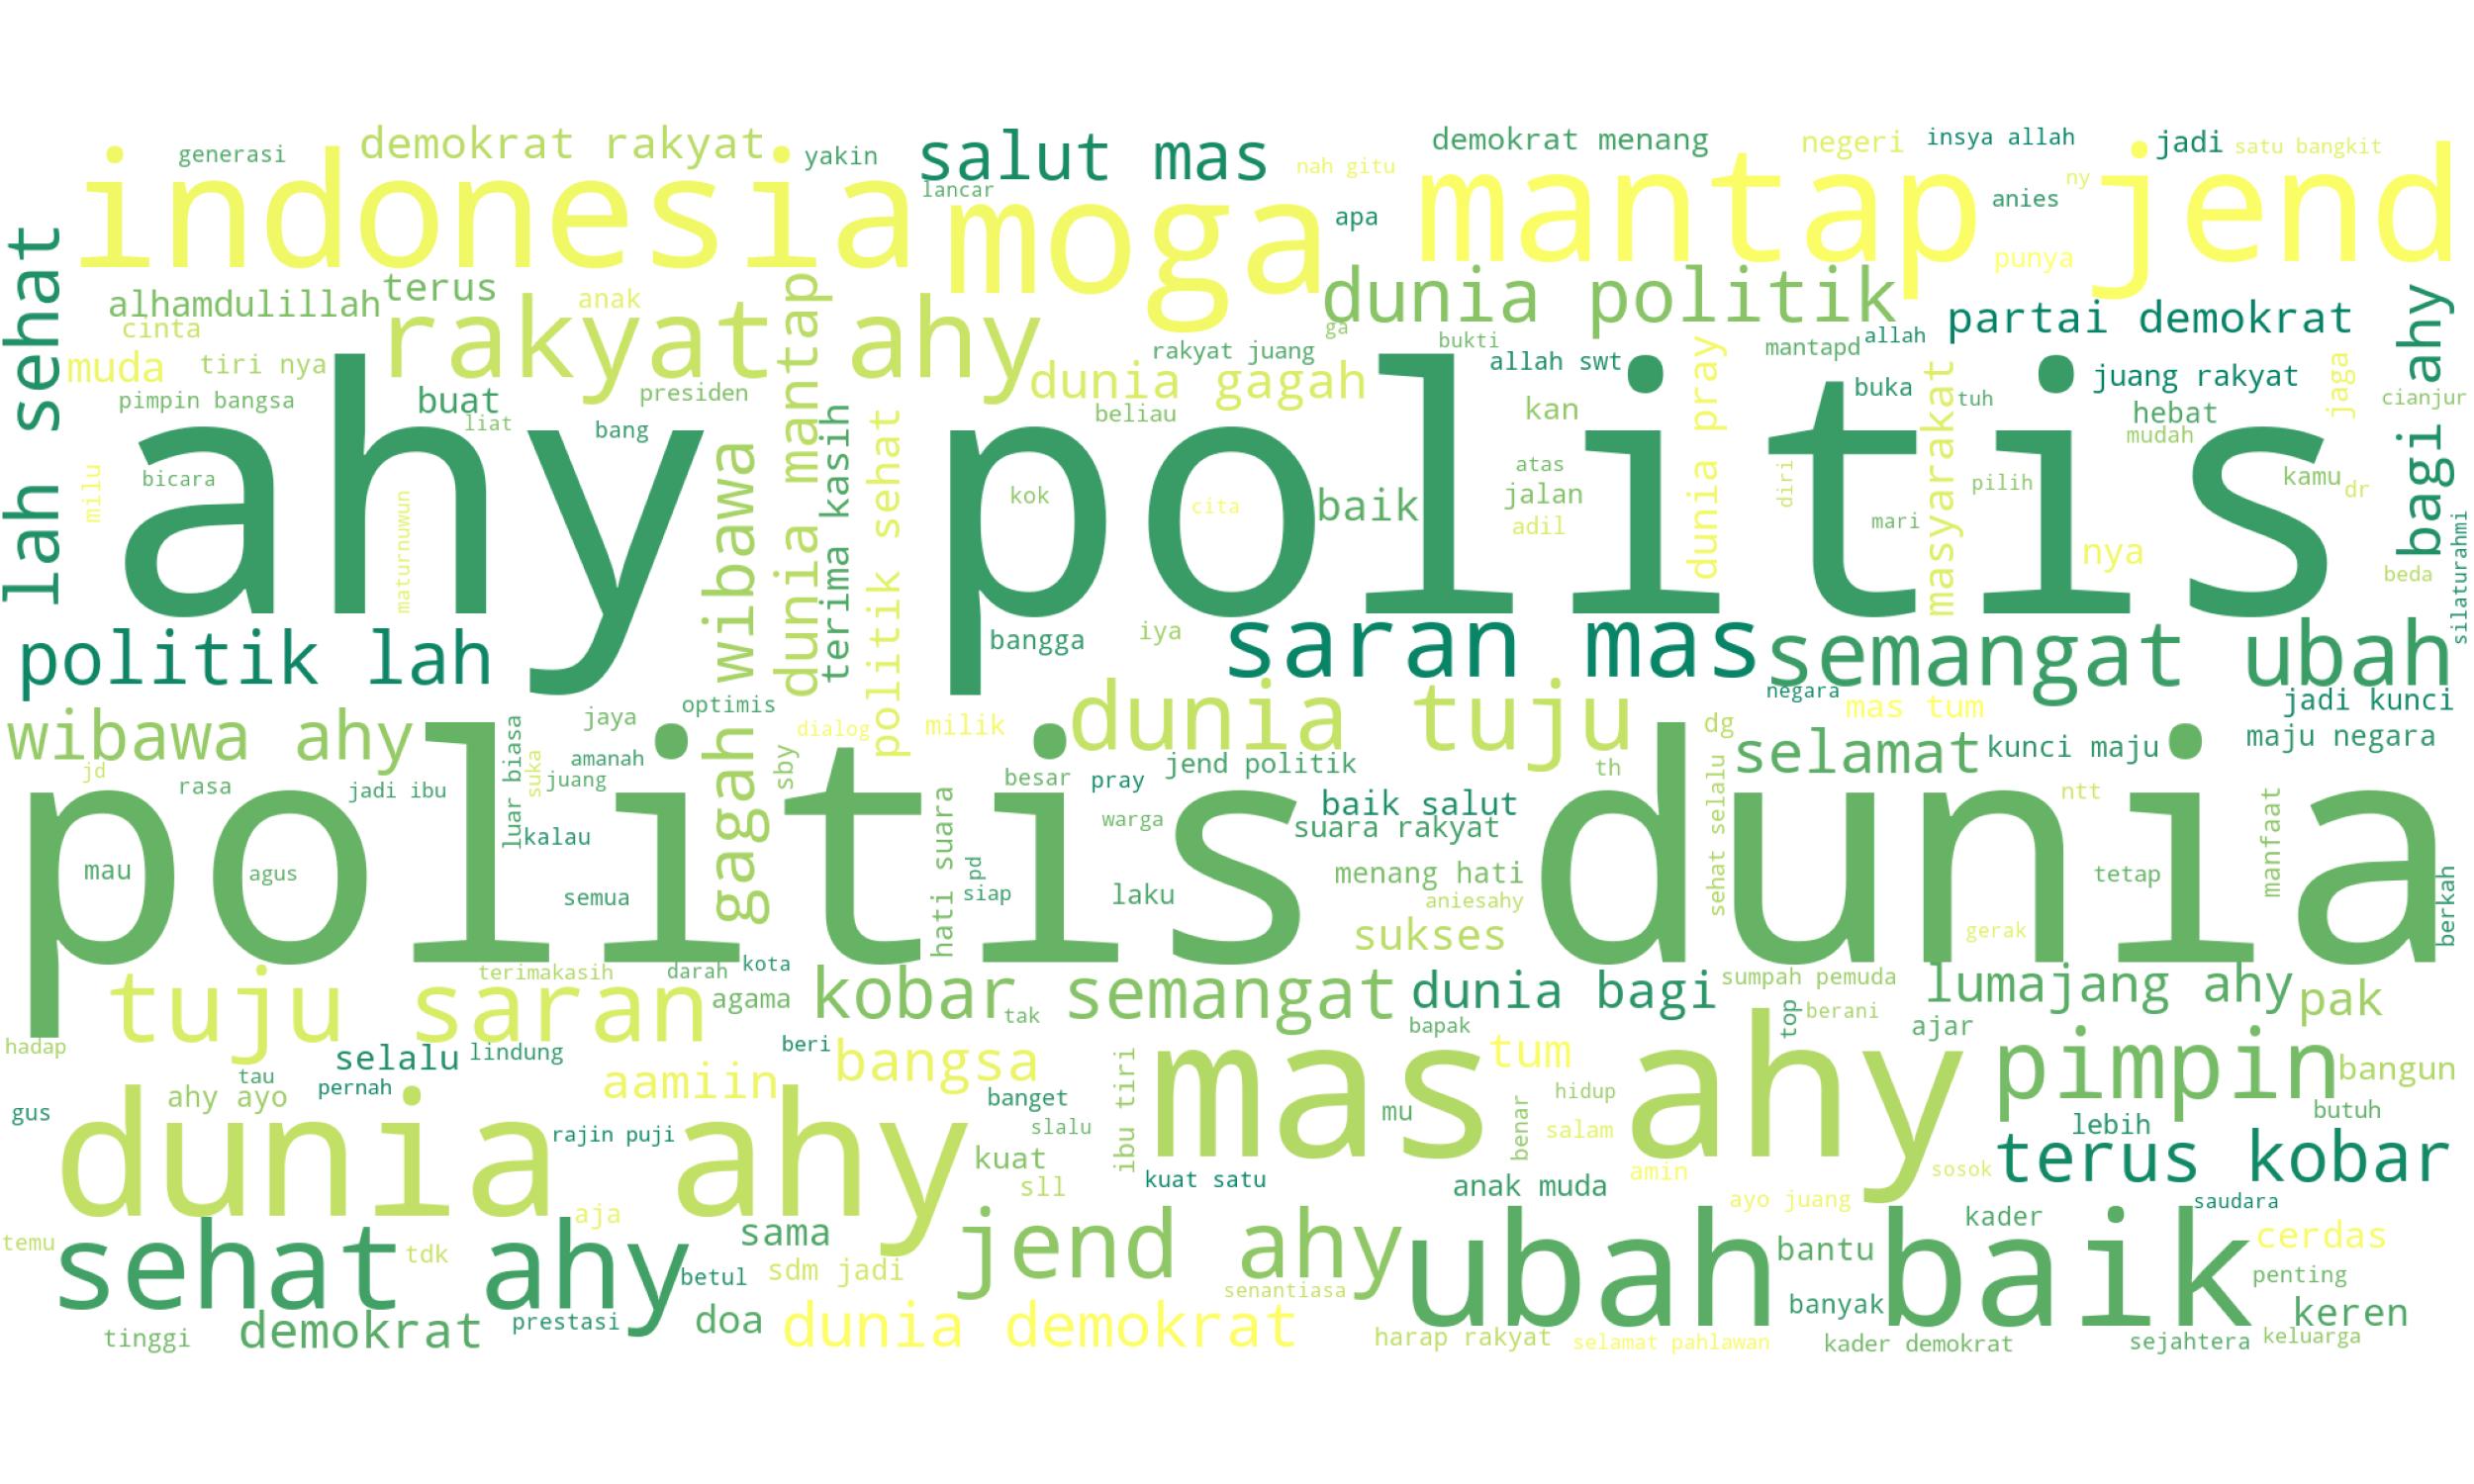 generasi
demokrat rakyat
yakin
salut mas
demokrat menang
negeri
insya allah
jadi
satu bangkit
indonesia
lancar
nah gitu
moga
apa
mantap jend
anies
ny
punya
lah sehat
alhamdulillah
terus
anak
cinta
rakyat ahy
dunia mantap
dunia politik
ga
bukti
partai demokrat
bagi ahy
muda
tiri nya
rakyat juang
allah swt
mantapd
allah
pimpin bangsa
buat
presiden
dunia gagah
dunia pray
buka
juang rakyat
jaga
liat
bang
beliau
kan
tuh
hebat
cianjur
mudah
ahy politis
milu
bicara
maturnuwun
gagah wibawa
terima kasih
politik sehat
kok
cita
baik
atas
jalan
adil
diri
mari
pilih
masyarakat
kamu
dr
nya
beda
silaturahmi
politik lah
bangga
iya
saran mas
semangat ubah
negara
jadi kunci
wibawa ahy
jaya
optimis
dialog
milik
dunia tuju
mas tum
dg
selamat
kunci maju
maju negara
jd
rasa
jadi ibu
luar biasa
suka
amanah
juang
sby
besar
pray
jend politik
th
baik salut
suara rakyat
sehat selalu
ntt
manfaat
politis dunia
mau
agus
kalau
semua
hati suara
pd
siap
warga
laku
menang hati
aniesahy
tetap
berkah
sukses
gerak
terimakasih
darah
kota
tuju saran
agama
kobar semangat
tak
dunia bagi
sumpah pemuda
lumajang ahy
pak
bapak
top
berani
ajar
hadap
selalu
lindung
beri
bangsa
tum
mas ahy
pimpin
bangun
tau
pernah
aamiin
ibu tiri
hidup
gus
ahy ayo
banget
mu
benar
salam
lebih
butuh
dunia ahy
rajin puji
slalu
kuat
sll
kuat satu
anak muda
amin
sosok
terus kobar
ayo juang
saudara
temu
aja
sehat ahy
tdk
sama
jend ahy
ubah baik
kader
bantu
cerdas
betul
sdm jadi
senantiasa
penting
banyak
keren
tinggi
demokrat
prestasi
doa
dunia demokrat
harap rakyat
selamat pahlawan
kader demokrat
sejahtera
keluarga